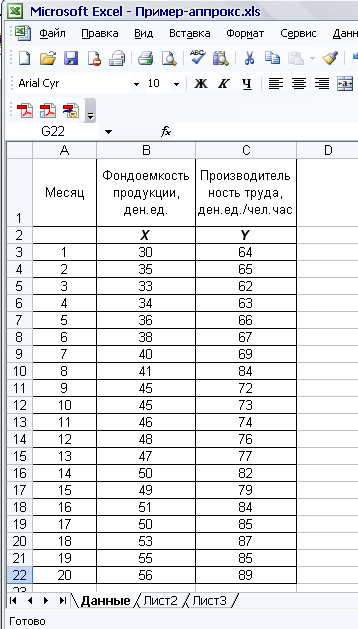 Microsoft Excel - Пример-аппрокс.xls
Файл Правка Вид Вставка Формат Сервис Данн
Arial Cyr 10 Ж К Ч
G22 fx
A B C D
1 Месяц Фондоемкость продукции, ден.ед. Производитель ность труда, ден.ед./чел.час
2 X Y
3 1 30 64
4 2 35 65
5 3 33 62
6 4 34 63
7 5 36 66
8 6 38 67
9 7 40 69
10 8 41 84
11 9 45 72
12 10 45 73
13 11 46 74
14 12 48 76
15 13 47 77
16 14 50 82
17 15 49 79
18 16 51 84
19 17 50 85
20 18 53 87
21 19 55 85
22 20 56 89
Данные Лист2 Лист3
Готово